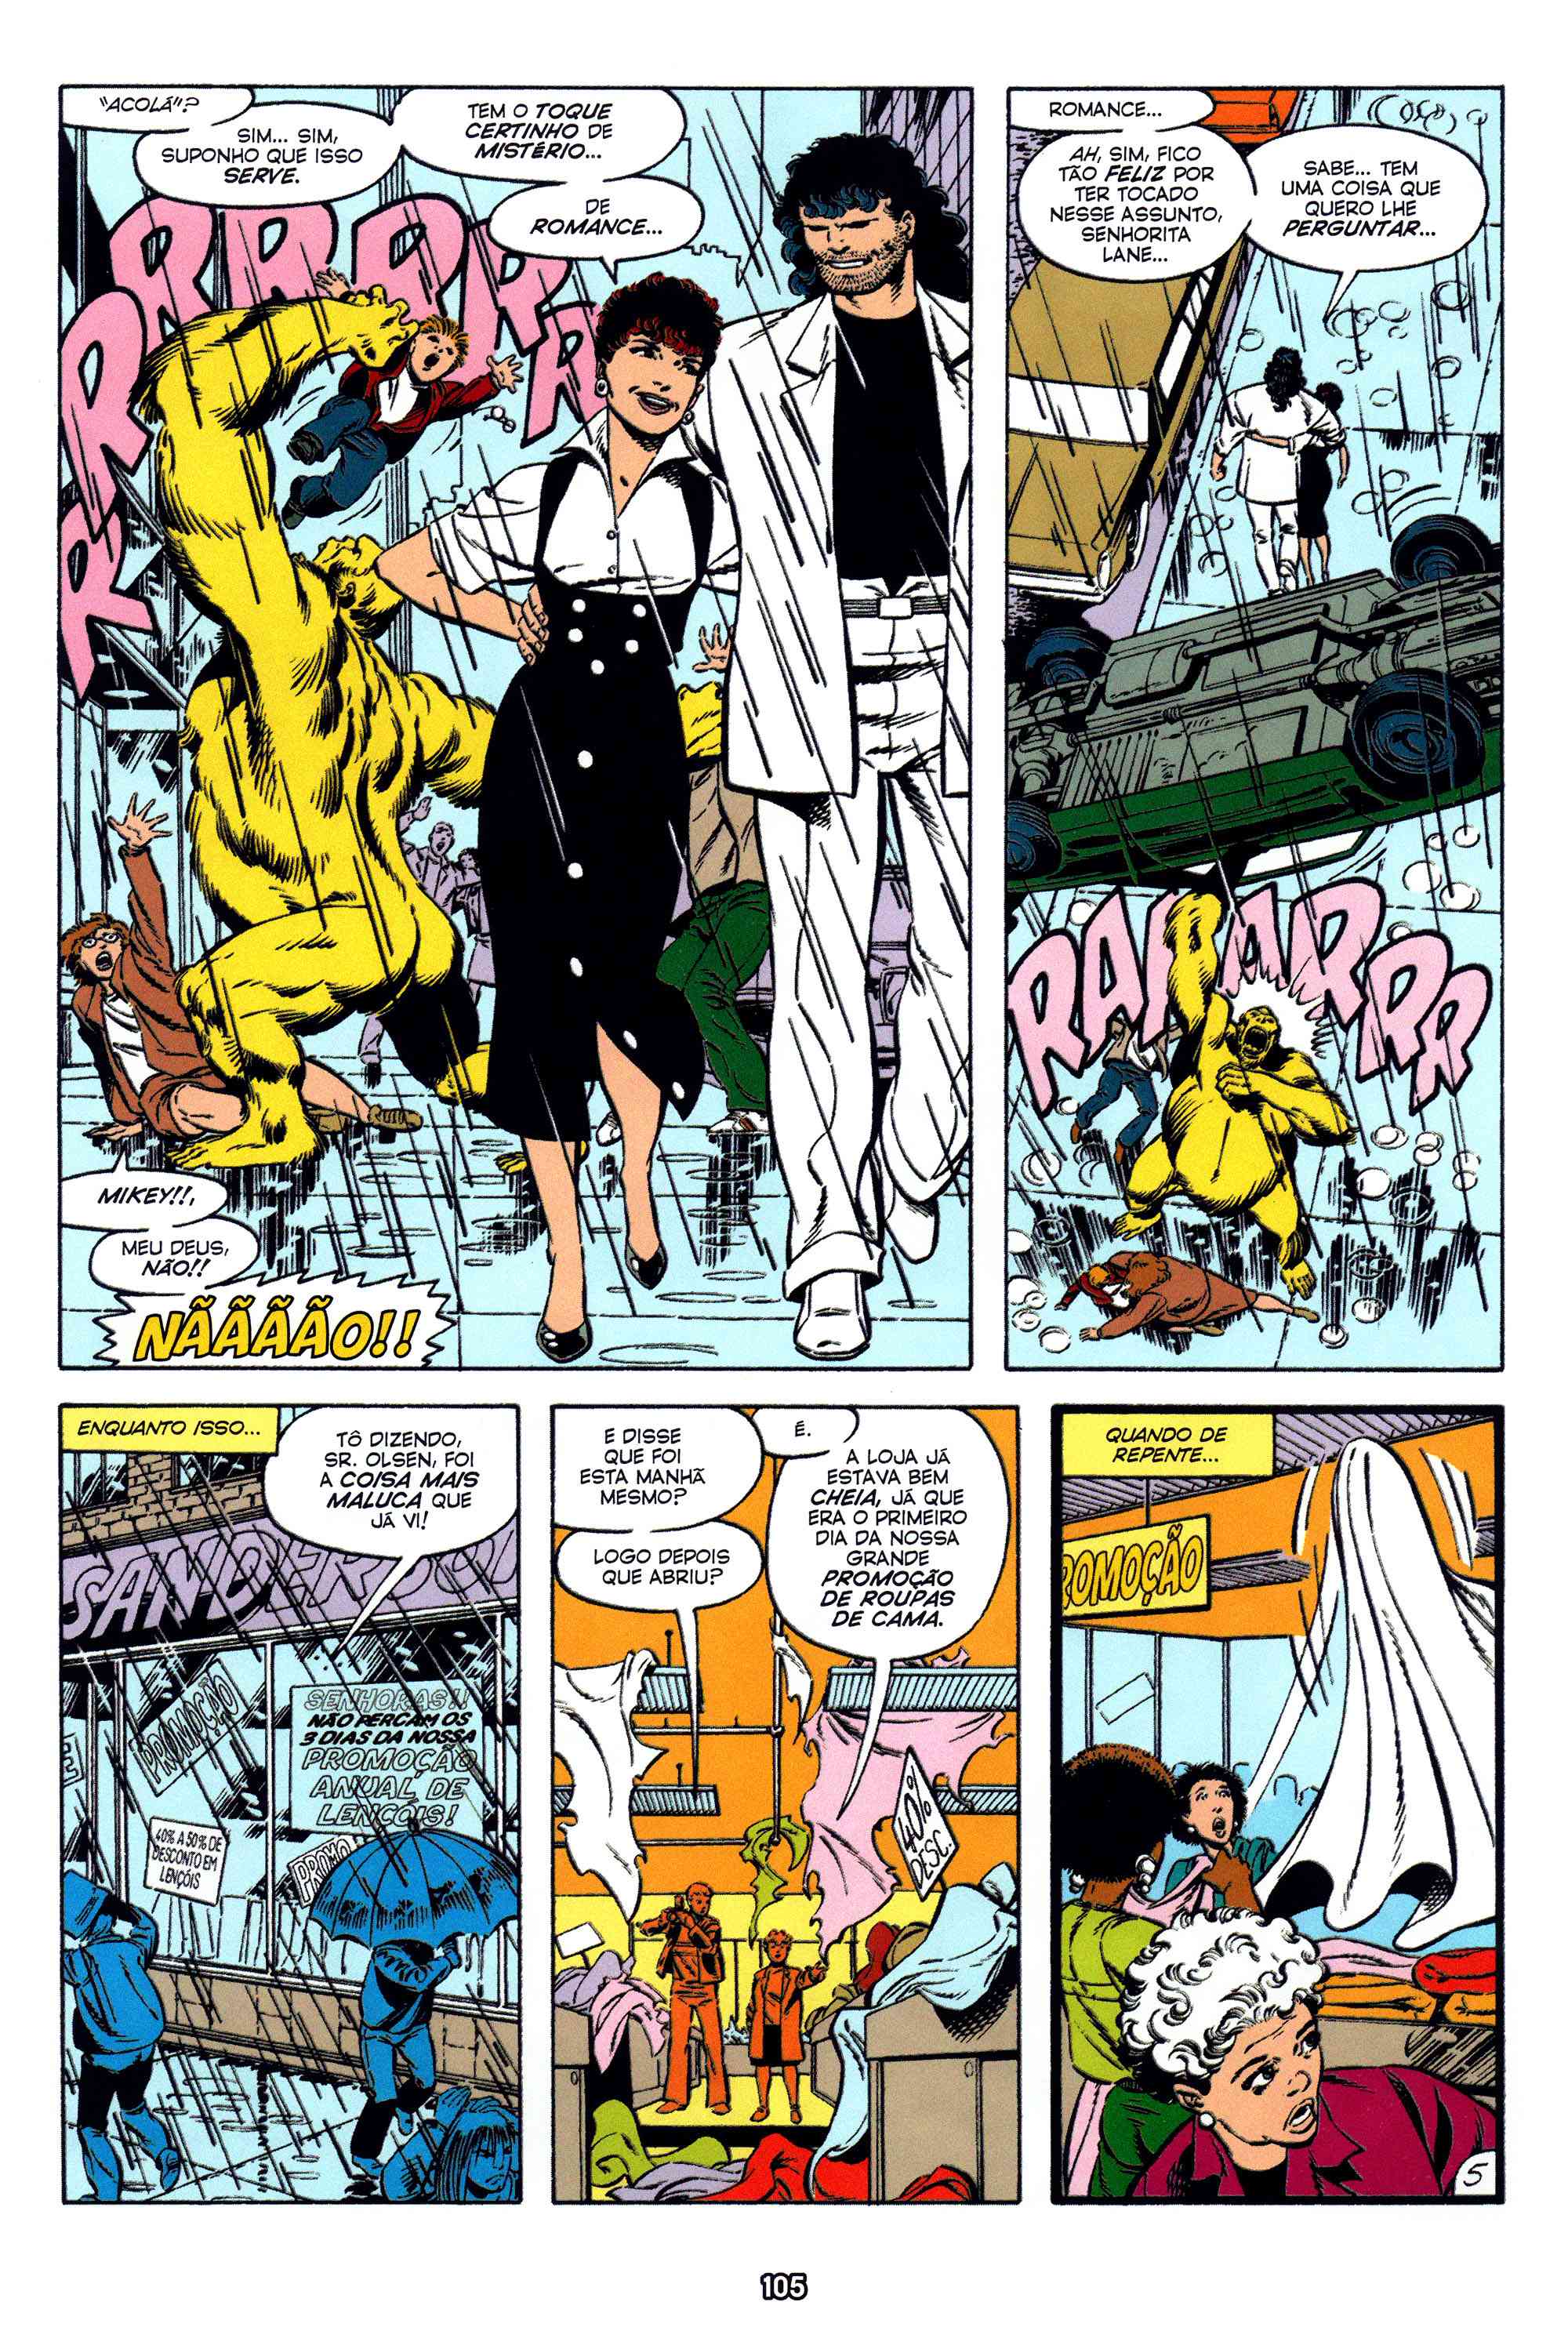 "ACOLÁ"?
SIM... SIM,
SUPONHO QUE ISSO
SERVE.
TEM O TOQUE
CERTINHO DE
MISTÉRIO...
DE
ROMANCE...
RRRRRRRRR
MIKEY!!,
MEU DEUS,
NÃO!!
NÃÃÃÃO!!
ROMANCE...
AH, SIM, FICO
TÃO FELIZ POR
TER TOCADO
NESSE ASSUNTO,
SENHORITA
LANE...
SABE... TEM
UMA COISA QUE
QUERO LHE
PERGUNTAR...
RARARRRR
ENQUANTO ISSO...
TÔ DIZENDO,
SR. OLSEN, FOI
A COISA MAIS
MALUCA QUE
JÁ VI!
PROMOÇÃO
SENHORAS!!
NÃO PERCAM OS
3 DIAS DA NOSSA
PROMOÇÃO
ANUAL DE
LENÇÓIS!
40% A 50% DE
DESCONTO EM
LENÇÓIS
PROMO
E DISSE
QUE FOI
ESTA MANHÃ
MESMO?
LOGO DEPOIS
QUE ABRIU?
É.
A LOJA JÁ
ESTAVA BEM
CHEIA, JÁ QUE
ERA O PRIMEIRO
DIA DA NOSSA
GRANDE
PROMOÇÃO
DE ROUPAS
DE CAMA.
40%
DESC.
QUANDO DE
REPENTE...
ROMOÇÃO
5
105